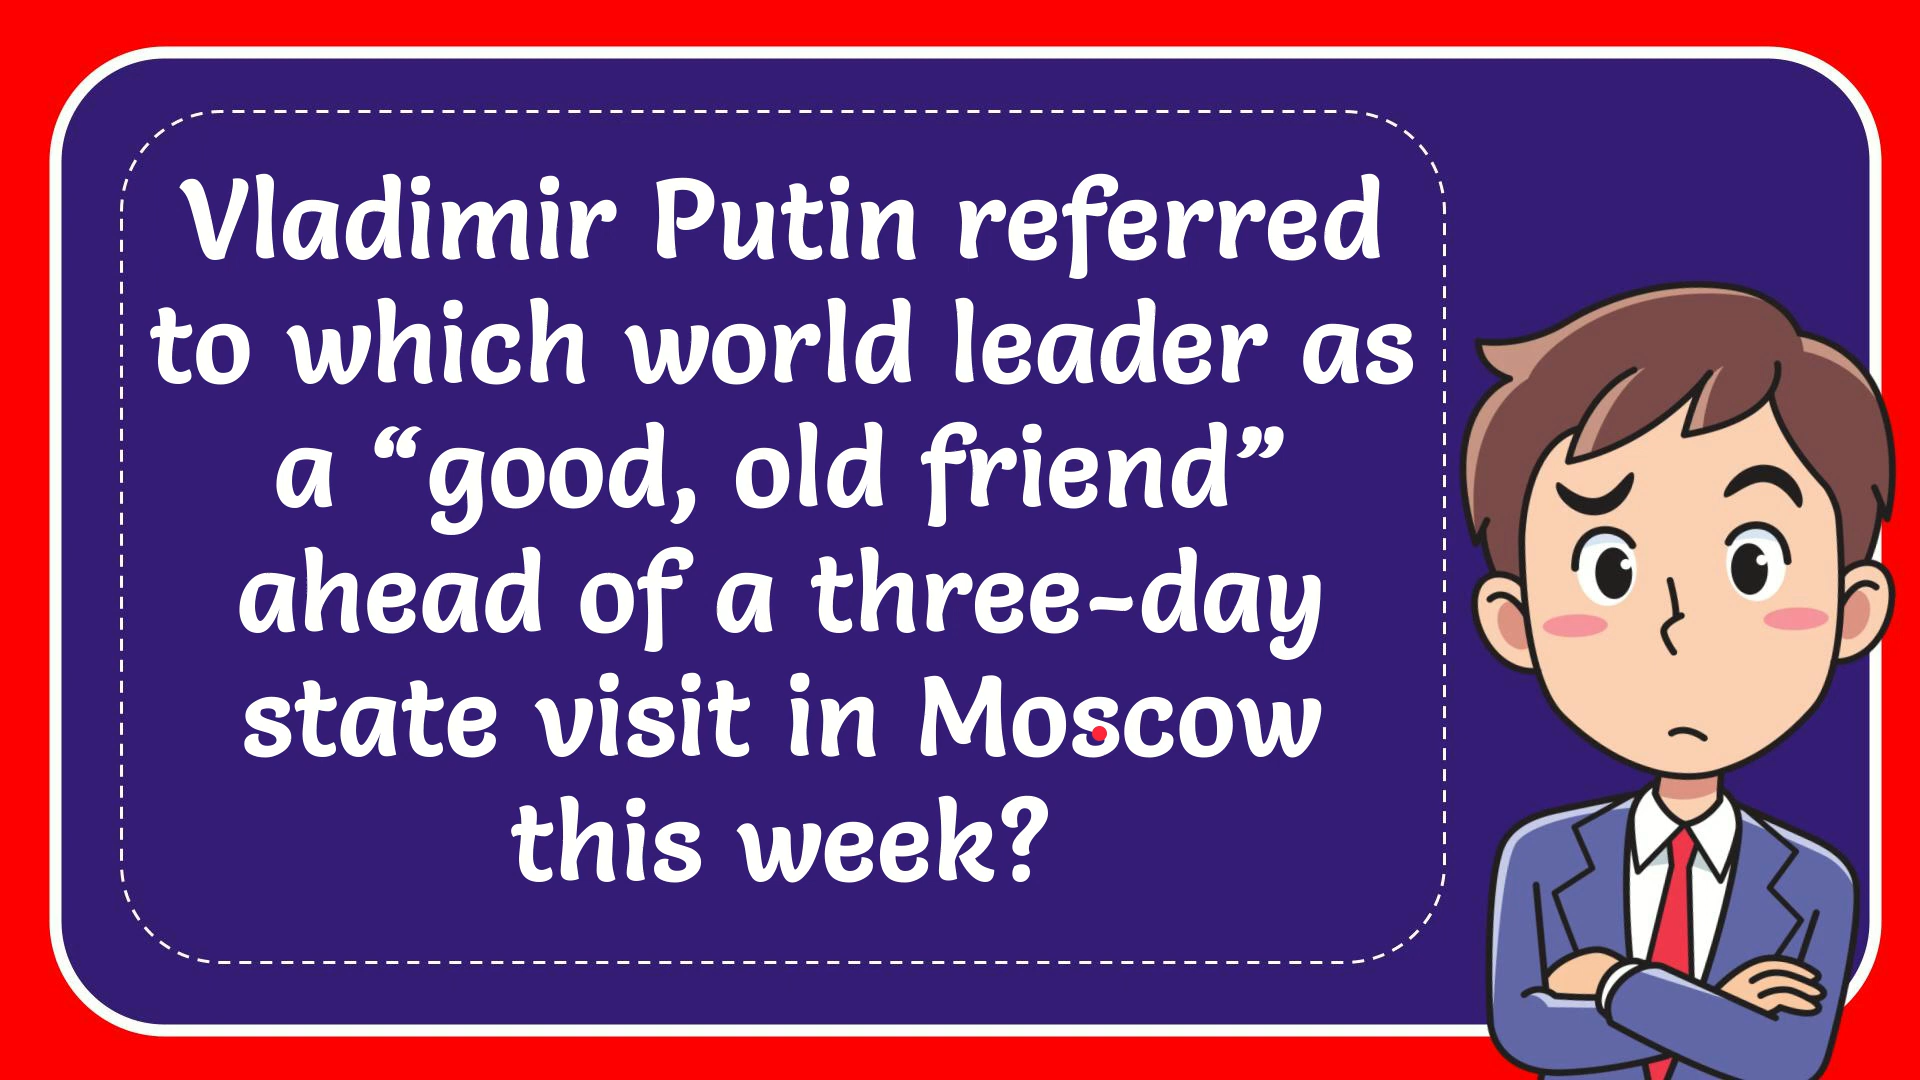 Vladimir Putin referred
to which world leader as
a “good, old friend”
ahead of a three-day
state visit in Moscow
this week?